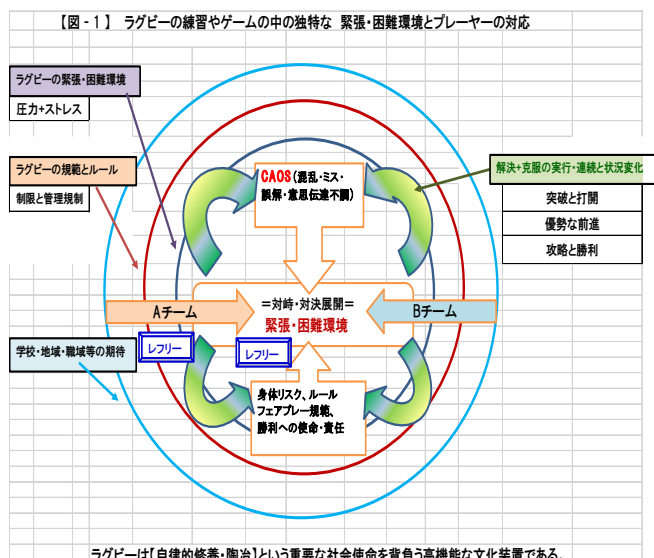 【図 - 1】 ラグビーの練習やゲームの中の独特な 緊張・困難環境とプレーヤーの対応
ラグビーの緊張・困難環境
圧力+ストレス
CAOS(混乱・ミス・
誤解・意思伝達不調)
解決+克服の実行・連続と状況変化
突破と打開
優勢な前進
攻略と勝利
ラグビーの規範とルール
制限と管理規制
Aチーム
=対峙・対決展開=
緊張・困難環境
Bチーム
学校・地域・職域等の期待
レフリー
レフリー
身体リスク、ルール
フェアプレー規範、
勝利への使命・責任
ラグビーは【自律的修養・陶冶】という重要な社会使命を背負う高機能な文化装置である。